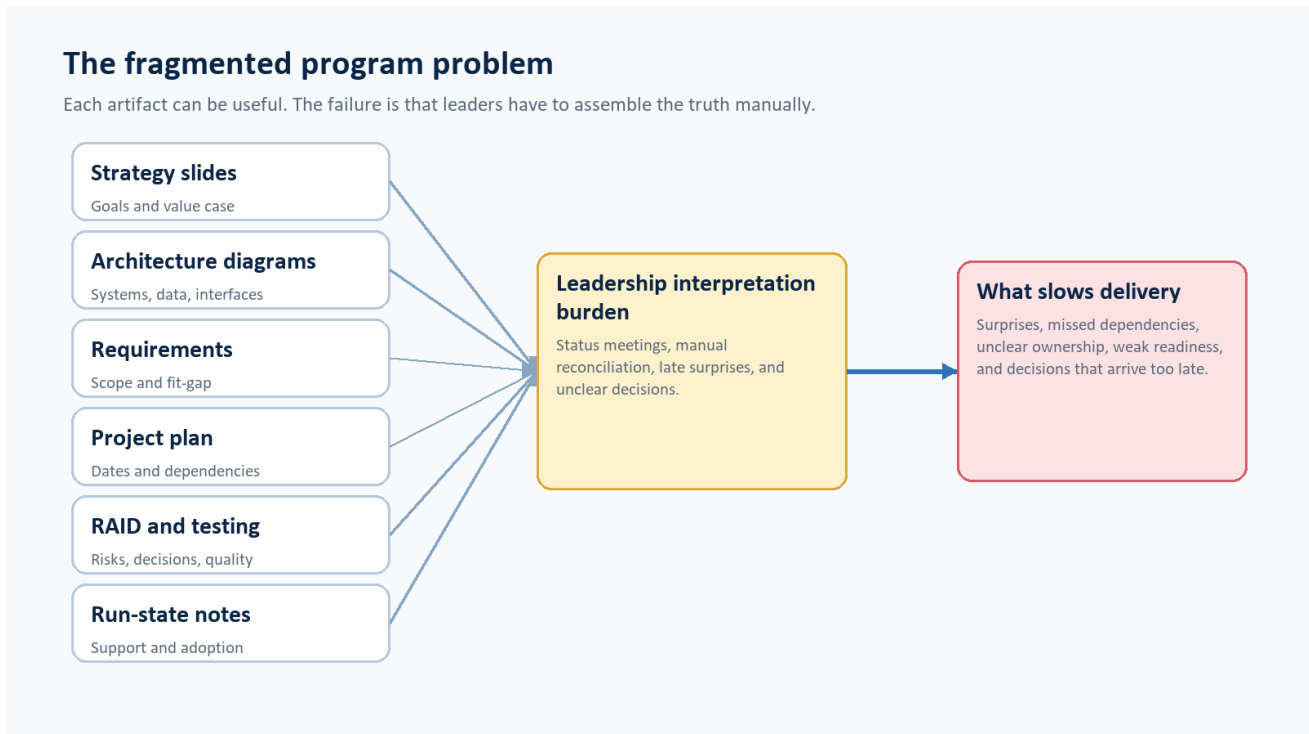 The fragmented program problem
Each artifact can be useful. The failure is that leaders have to assemble the truth manually.
Strategy slides
Goals and value case
Architecture diagrams
Systems, data, interfaces
Requirements
Scope and fit-gap
Project plan
Dates and dependencies
RAID and testing
Risks, decisions, quality
Run-state notes
Support and adoption
Leadership interpretation
burden
Status meetings, manual
reconciliation, late surprises, and
unclear decisions.
What slows delivery
Surprises, missed dependencies,
unclear ownership, weak readiness,
and decisions that arrive too late.